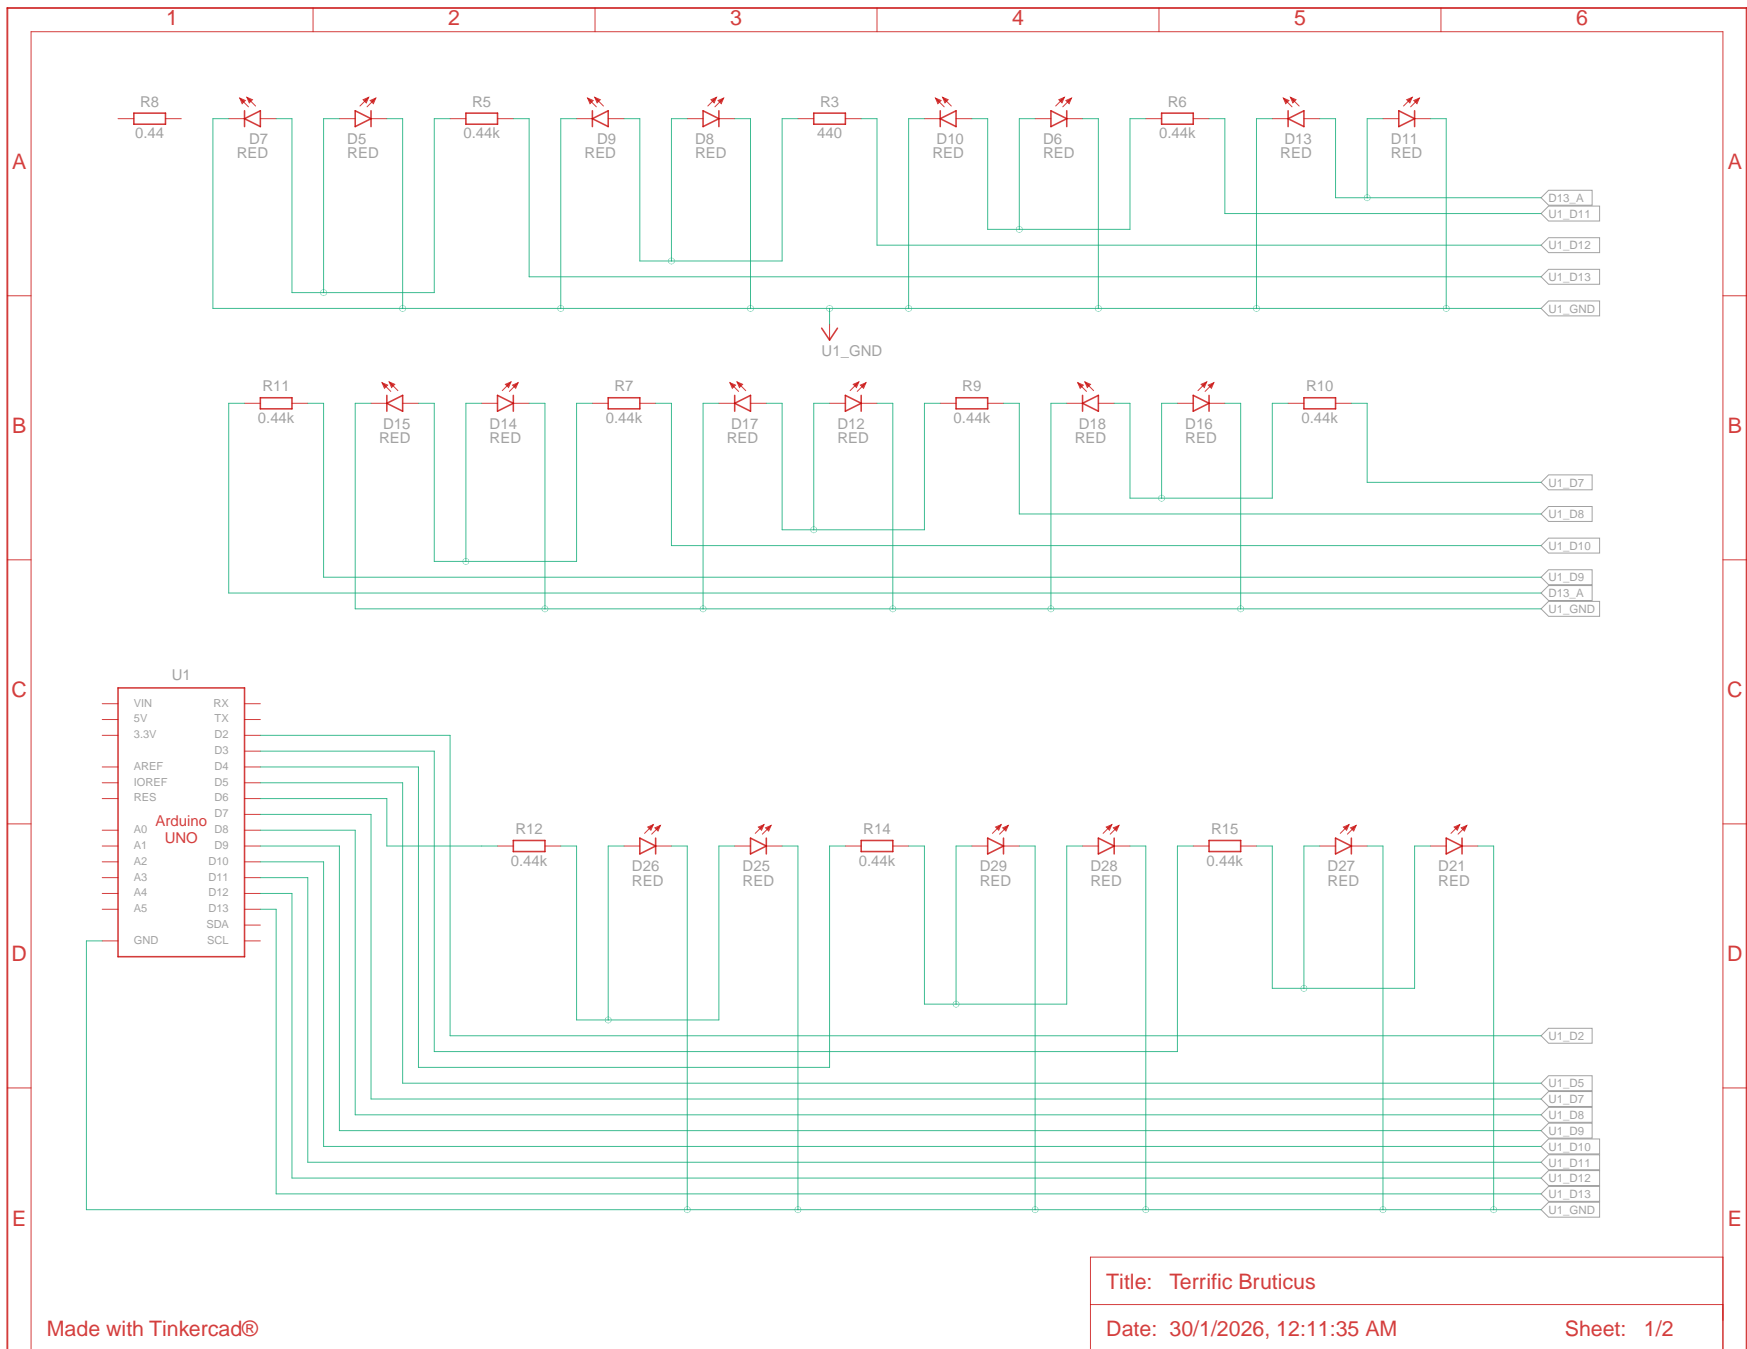 1 2 3 4 5 6
R8 R5 R3 R6
0.44 D7 D5 0.44k D9 D8 440 D10 D6 0.44k D13 D11
RED RED RED RED RED RED RED RED
A A
D13_A
U1_D11
U1_D12
U1_D13
U1_GND
U1_GND
R11 R7 R9 R10
0.44k D15 D14 0.44k D17 D12 0.44k D18 D16 0.44k
RED RED RED RED RED RED
B B
U1_D7
U1_D8
U1_D10
U1_D9
D13_A
U1_GND
U1
C C
VIN RX
5V TX
3.3V D2
D3
AREF D4
IOREF D5
RES D6
D7
Arduino
UNO
A0 D8
A1 D9
A2 D10
A3 D11
A4 D12
A5 D13
SDA
GND SCL
R12 R14 R15
0.44k D26 D25 0.44k D29 D28 0.44k D27 D21
RED RED RED RED RED RED
D D
U1_D2
U1_D5
U1_D7
U1_D8
U1_D9
U1_D10
U1_D11
U1_D12
U1_D13
U1_GND
E E
Title: Terrific Bruticus
Made with Tinkercad®
Date: 30/1/2026, 12:11:35 AM Sheet: 1/2